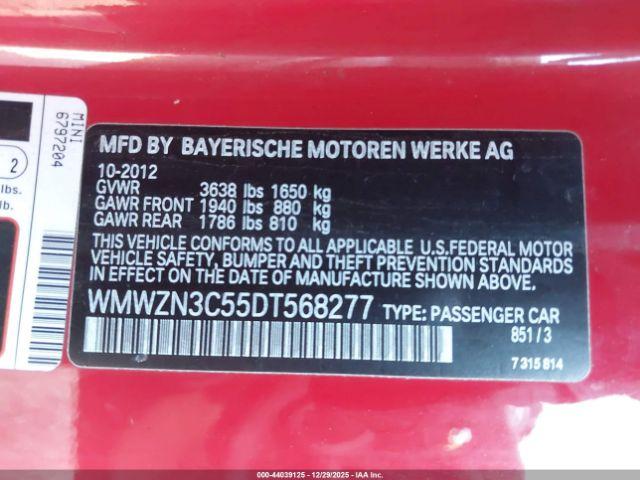 MINI
6797204
2
lbs.
MFD BY BAYERISCHE MOTOREN WERKE AG
10-2012
GVWR 3638 lbs 1650 kg
GAWR FRONT 1940 lbs 880 kg
GAWR REAR 1786 lbs 810 kg
THIS VEHICLE CONFORMS TO ALL APPLICABLE U.S.FEDERAL MOTOR
VEHICLE SAFETY, BUMPER AND THEFT PREVENTION STANDARDS
IN EFFECT ON THE DATE OF MANUFACTURE SHOWN ABOVE.
WMWZN3C55DT568277 TYPE: PASSENGER CAR
851/3
7 315 814
000-44039125 - 12/29/2025 - IAA Inc.